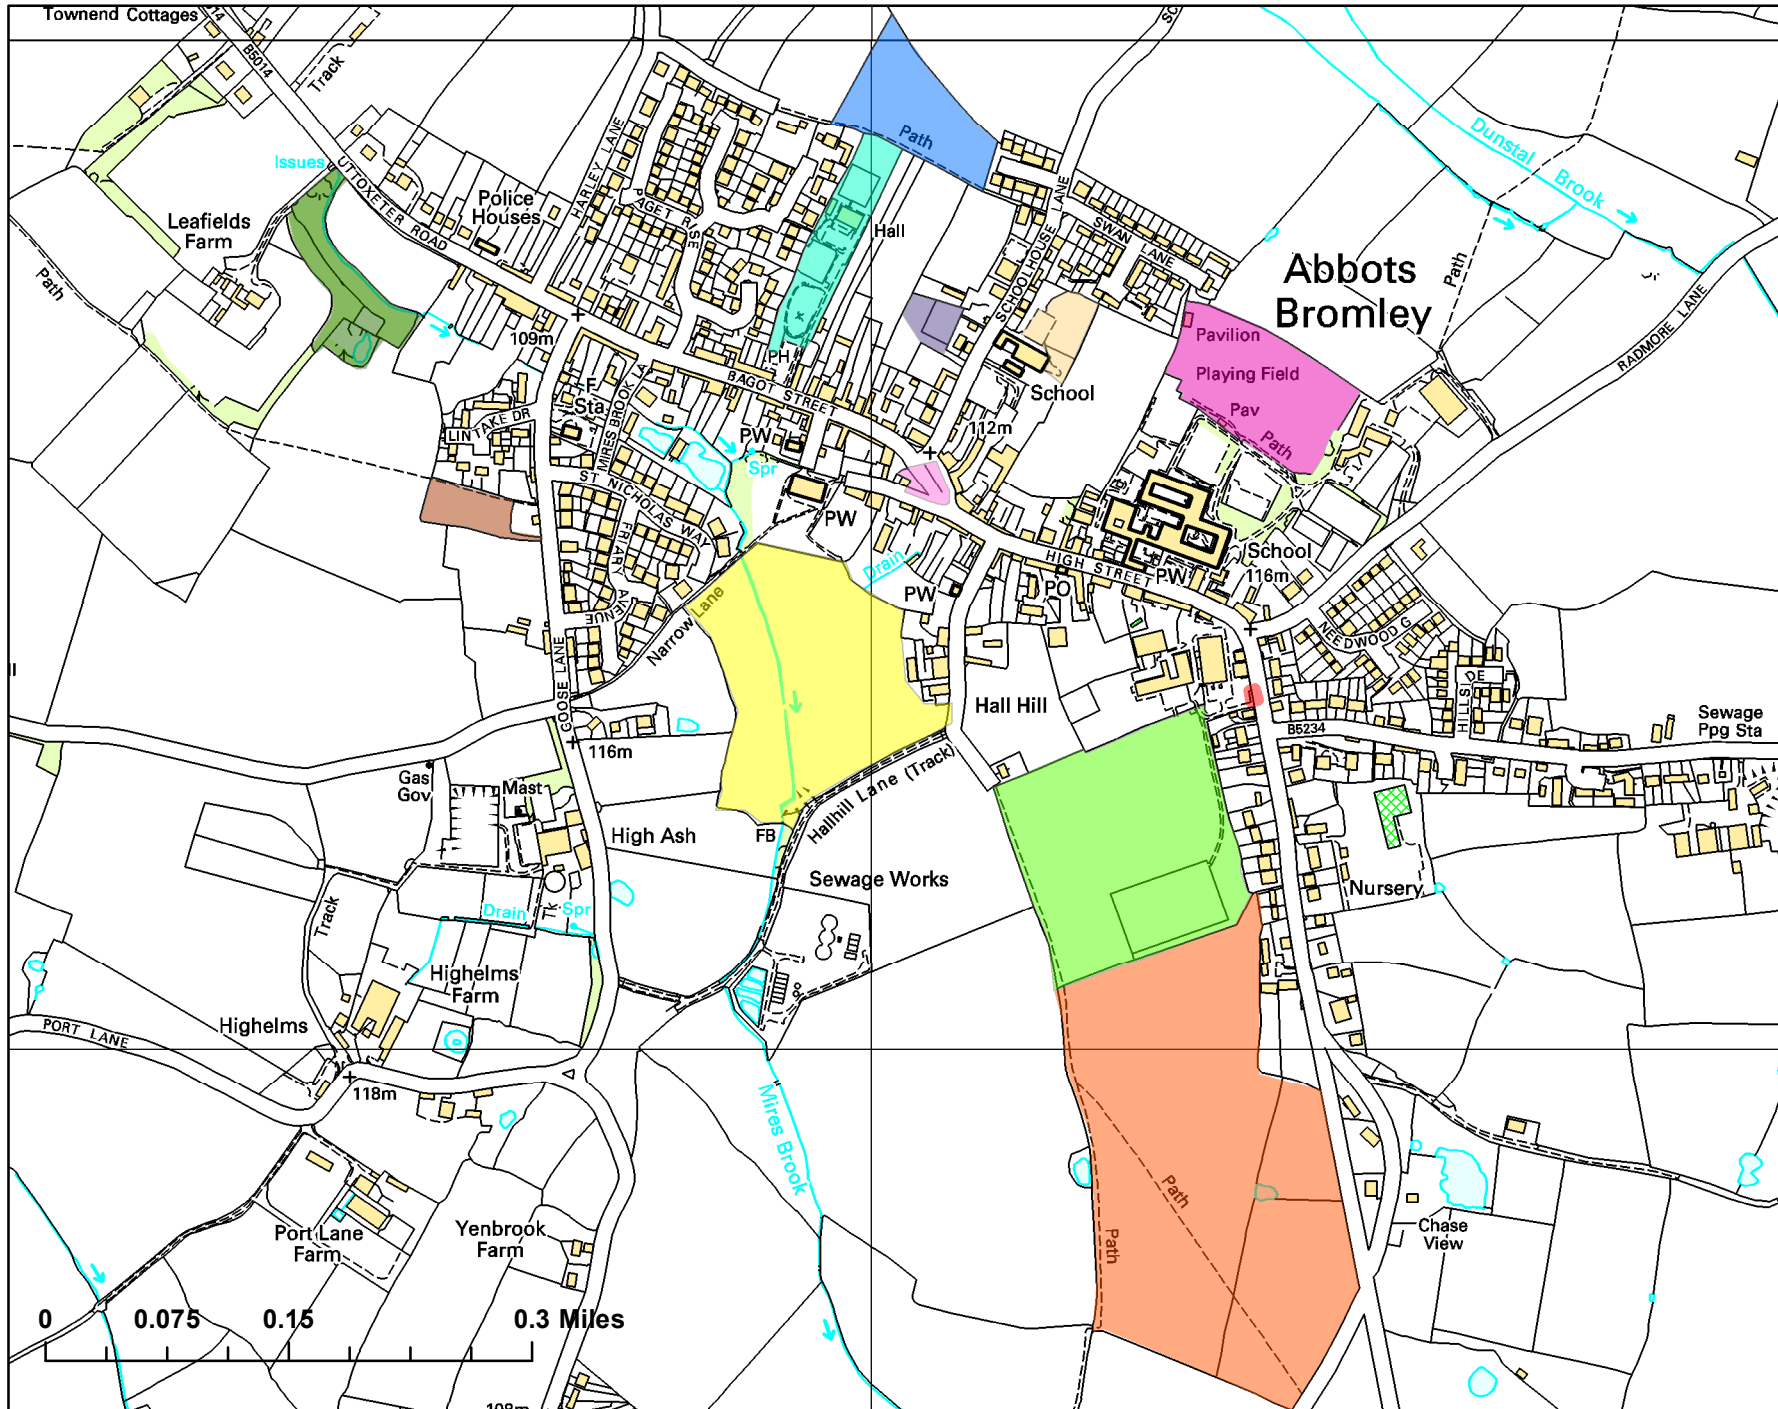 Townend Cottages
B5014
Track
Issues
UTTOXETER ROAD
Leafields
Farm
Path
Police
Houses
HARLEY LANE
PAGET RISE
Path
Hall
SCHOOLHOUSE LANE
SWAN LANE
Dunstal
Brook
Path
Abbots
Bromley
RADMORE LANE
Pavilion
Playing Field
Pav
Path
109m
PH
BAGOT STREET
School
112m
F
Sta
MIRES BROOK LA
LINTAKE DR
PW
Spr
ST NICHOLAS WAY
FRIAR AVENUE
PW
Drain
PW
HIGH STREET
PO
PW
School
116m
NEEDWOOD G
HILLSIDE
Narrow Lane
GOOSE LANE
Hall Hill
B5234
Sewage
Ppg Sta
116m
Gas
Gov
Mast
High Ash
FB
Hallhill Lane (Track)
Sewage Works
Nursery
Track
Drain
Tk
Spr
Highelms
Farm
Highelms
PORT LANE
118m
Mires Brook
Path
Path
Port Lane
Farm
Yenbrook
Farm
Chase
View
0 0.075 0.15 0.3 Miles
108m